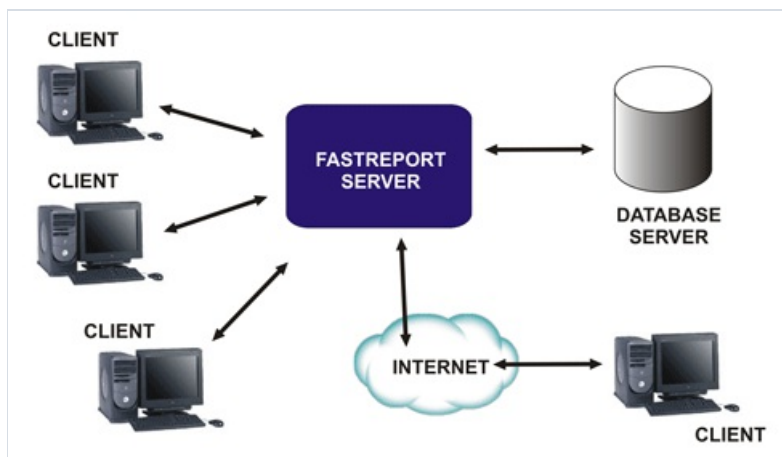 CLIENT
CLIENT
CLIENT
FASTREPORT
SERVER
DATABASE
SERVER
INTERNET
CLIENT